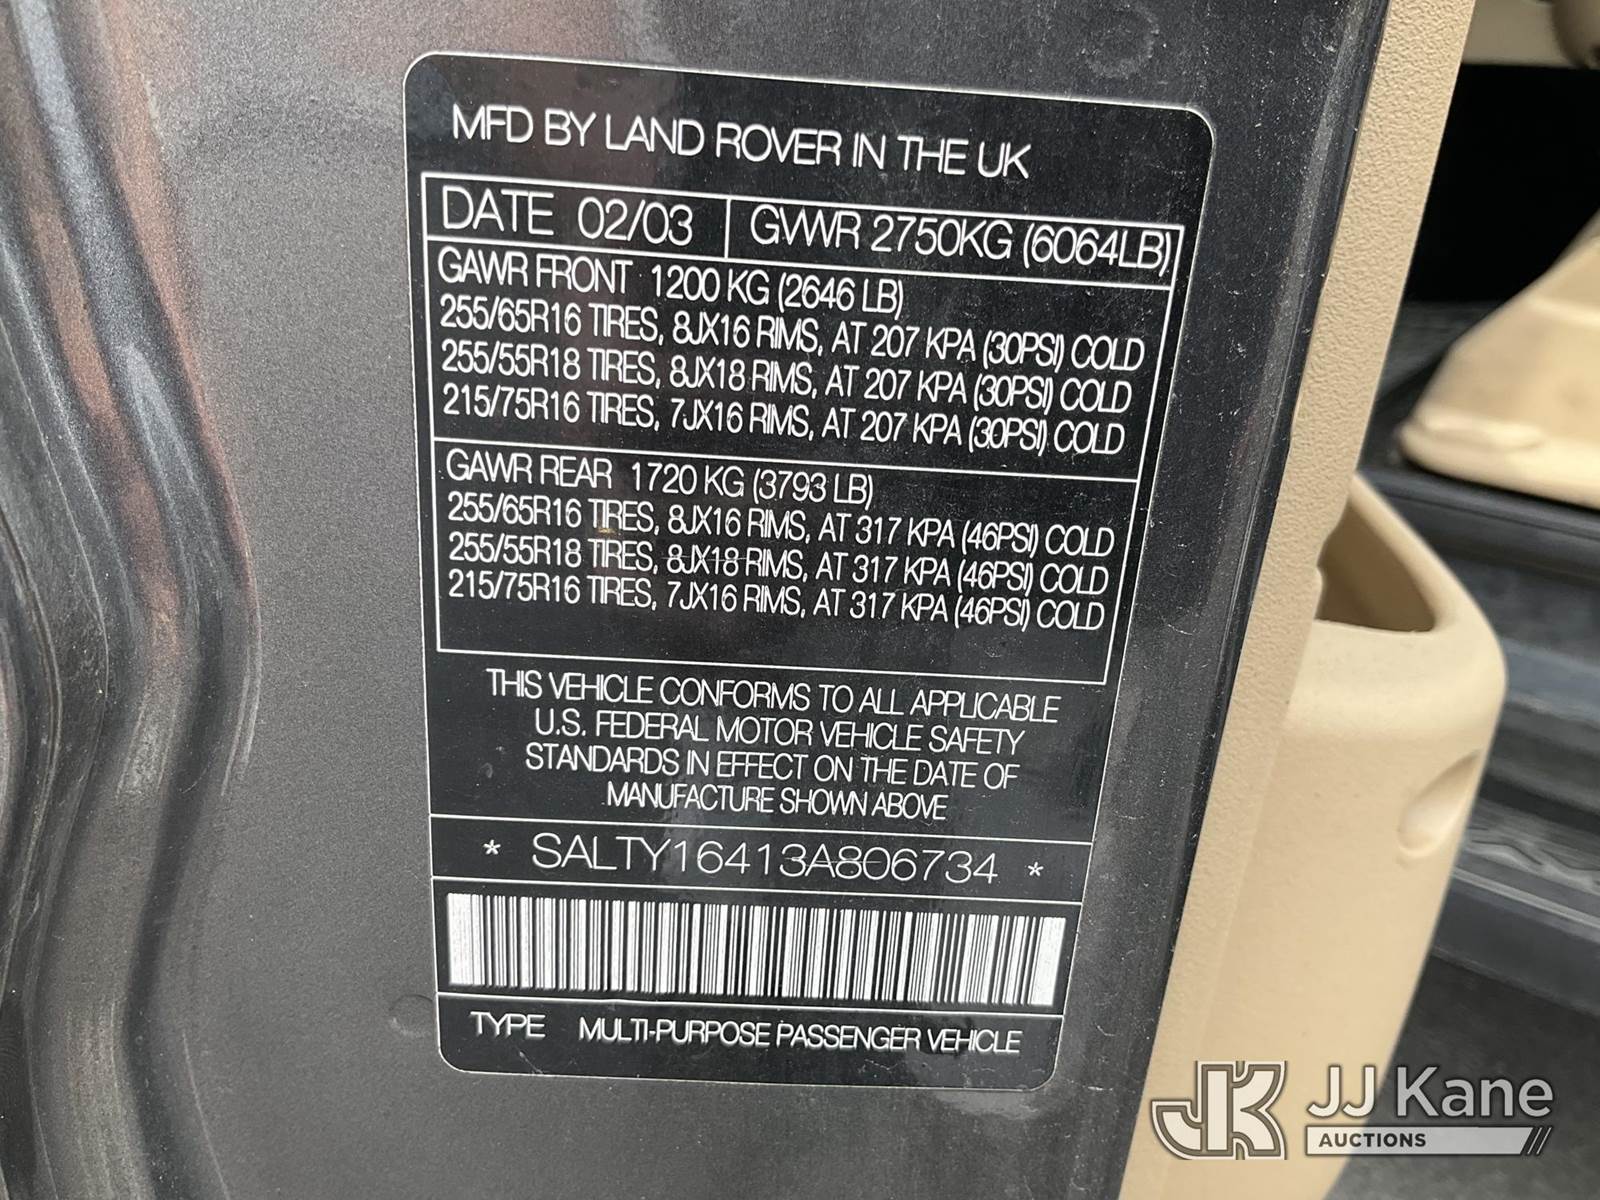 MFD BY LAND ROVER IN THE UK
DATE 02/03 GVWR 2750KG (6064LB)
GAWR FRONT 1200 KG (2646 LB)
255/65R16 TIRES, 8JX16 RIMS, AT 207 KPA (30PSI) COLD
255/55R18 TIRES, 8JX18 RIMS, AT 207 KPA (30PSI) COLD
215/75R16 TIRES, 7JX16 RIMS, AT 207 KPA (30PSI) COLD
GAWR REAR 1720 KG (3793 LB)
255/65R16 TIRES, 8JX16 RIMS, AT 317 KPA (46PSI) COLD
255/55R18 TIRES, 8JX18 RIMS, AT 317 KPA (46PSI) COLD
215/75R16 TIRES, 7JX16 RIMS, AT 317 KPA (46PSI) COLD
THIS VEHICLE CONFORMS TO ALL APPLICABLE
U.S. FEDERAL MOTOR VEHICLE SAFETY
STANDARDS IN EFFECT ON THE DATE OF
MANUFACTURE SHOWN ABOVE
* SALTY16413A806734 *
TYPE MULTI-PURPOSE PASSENGER VEHICLE
JK JJ Kane
AUCTIONS